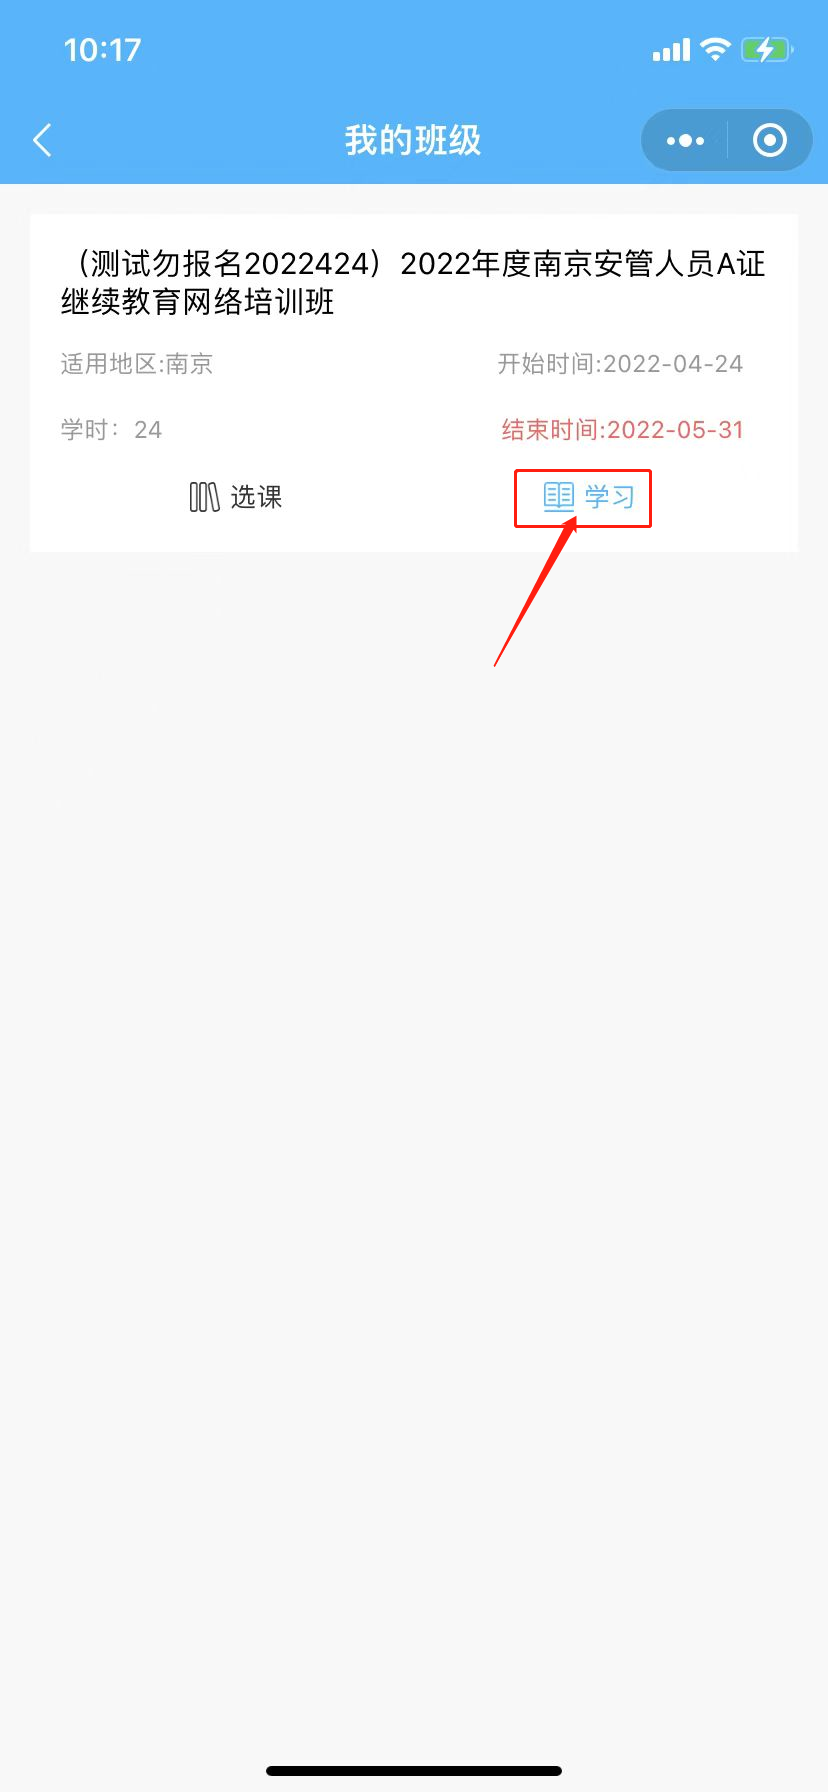 10:17
我的班级
（测试勿报名2022424）2022年度南京安管人员A证
继续教育网络培训班
适用地区:南京
开始时间:2022-04-24
学时：24
结束时间:2022-05-31
选课
学习